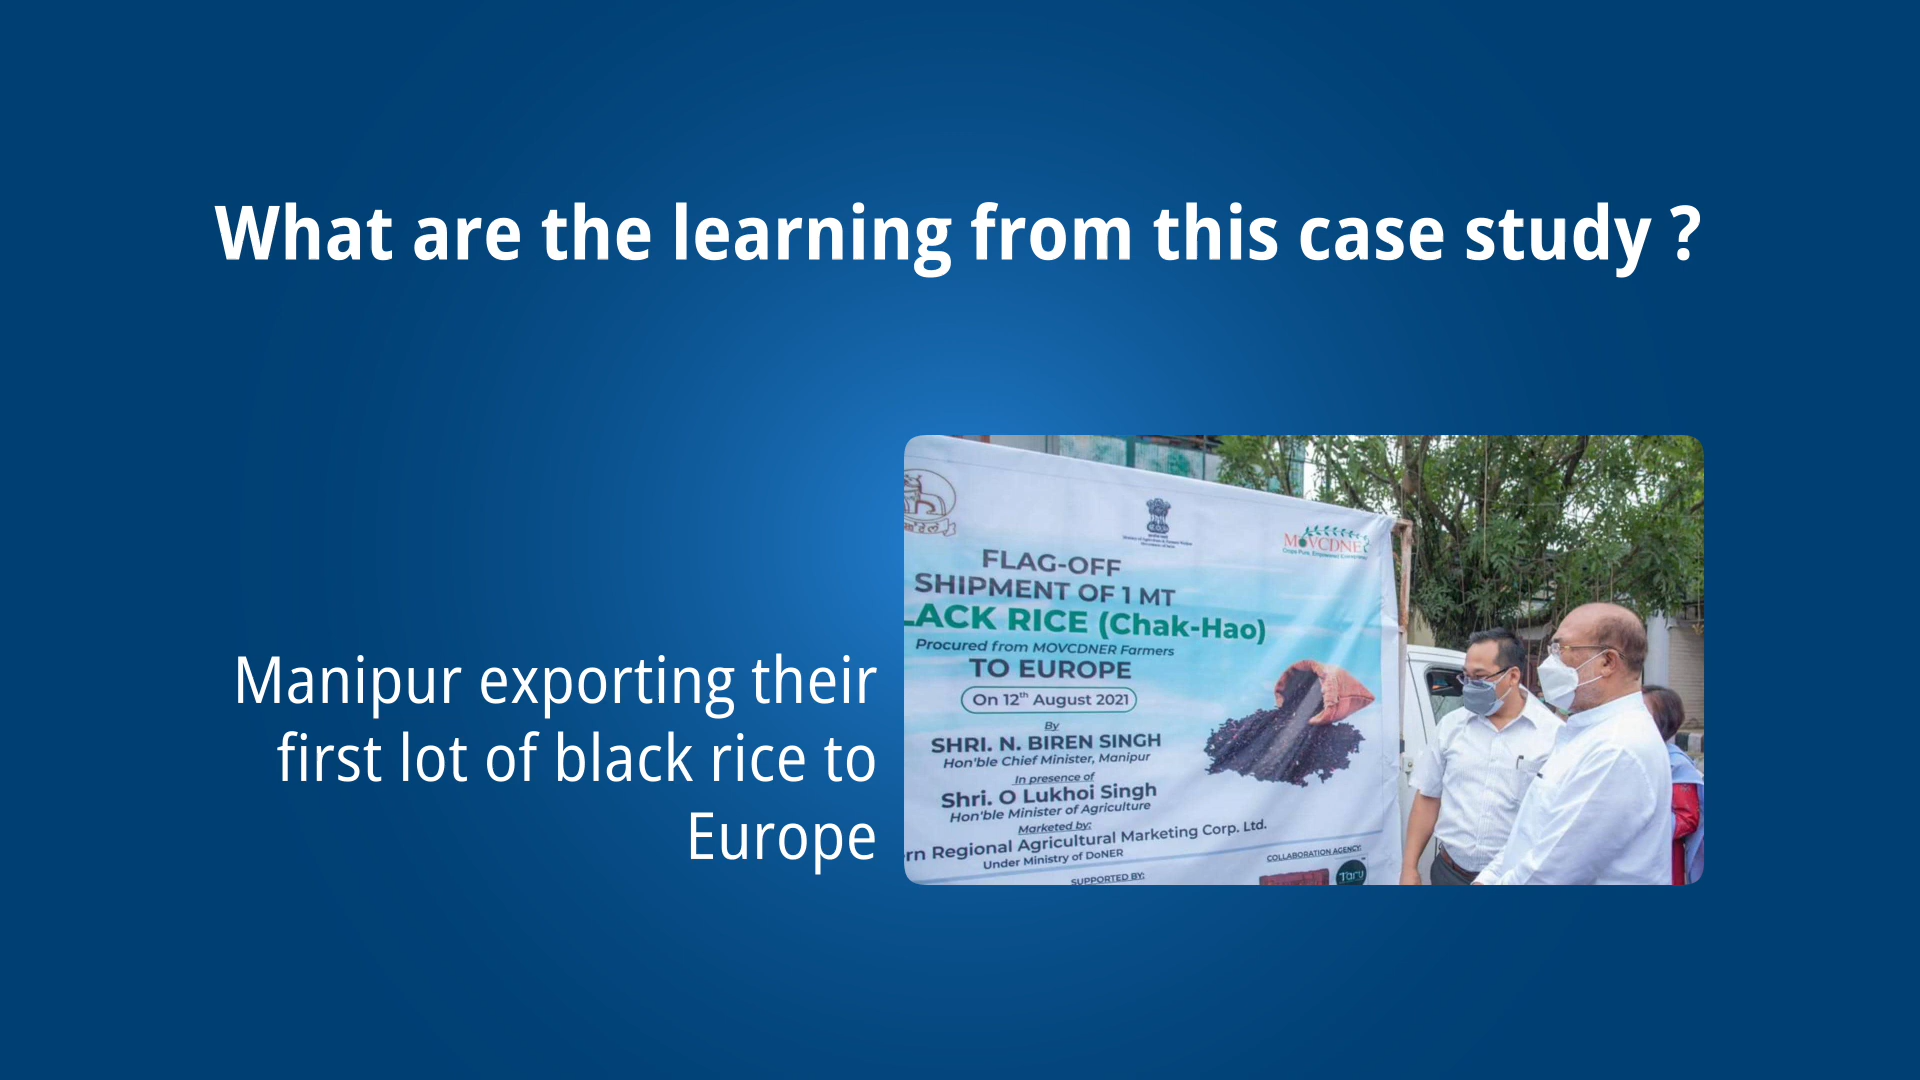 What are the learning from this case study ?
Manipur exporting their
first lot of black rice to
Europe
MOVCDNE
FLAG-OFF
SHIPMENT OF 1 MT
LACK RICE (Chak-Hao)
Procured from MOVCDNER Farmers
TO EUROPE
On 12th August 2021
By
SHRI. N. BIREN SINGH
Hon'ble Chief Minister, Manipur
In presence of
Shri. O Lukhoi Singh
Hon'ble Minister of Agriculture
Marketed by:
rn Regional Agricultural Marketing Corp. Ltd.
Under Ministry of DoNER
SUPPORTED BY:
COLLABORATION AGENCY:
Taru